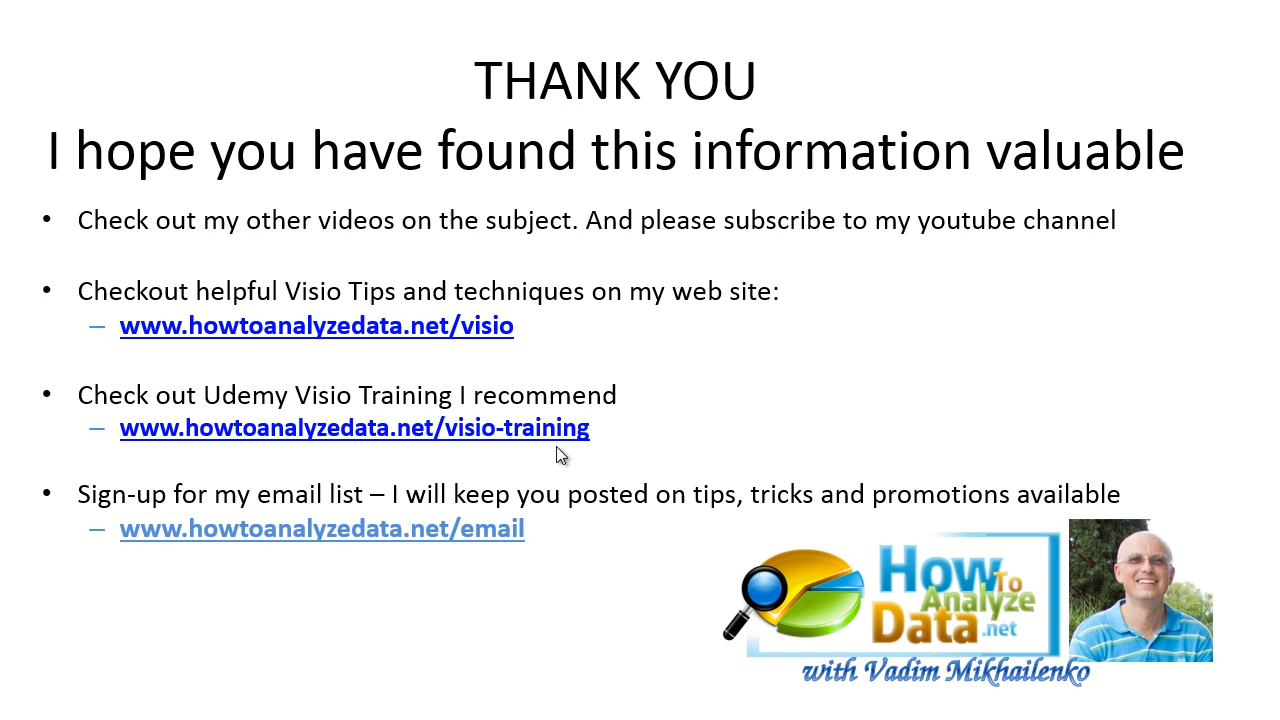 THANK YOU
I hope you have found this information valuable
• Check out my other videos on the subject. And please subscribe to my youtube channel
• Checkout helpful Visio Tips and techniques on my web site:
– www.howtoanalyzedata.net/visio
• Check out Udemy Visio Training I recommend
– www.howtoanalyzedata.net/visio-training
• Sign-up for my email list – I will keep you posted on tips, tricks and promotions available
– www.howtoanalyzedata.net/email
How To
Analyze
Data .net
with Vadim Mikhailenko